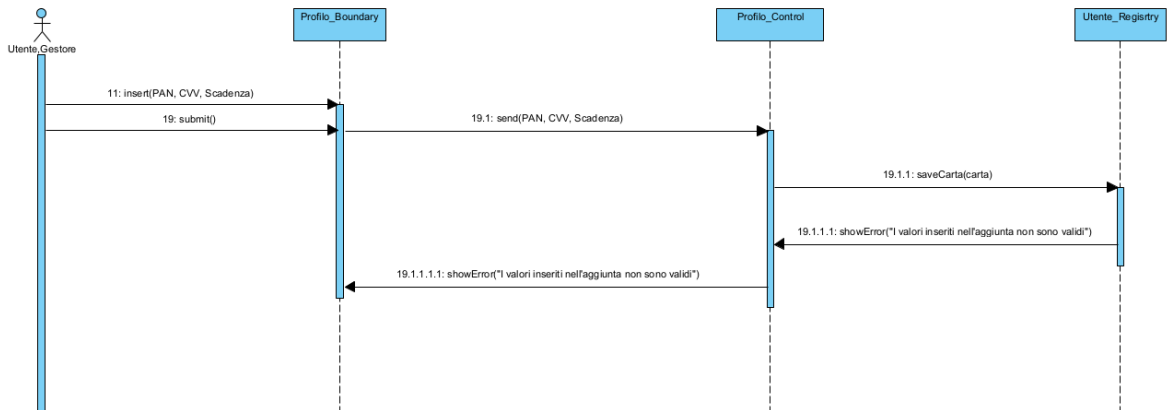 Utente,Gestore
Profilo_Boundary
Profilo_Control
Utente_Regisrtry
11: insert(PAN, CVV, Scadenza)
19: submit()
19.1: send(PAN, CVV, Scadenza)
19.1.1: saveCarta(carta)
19.1.1.1: showError("I valori inseriti nell'aggiunta non sono validi")
19.1.1.1.1: showError("I valori inseriti nell'aggiunta non sono validi")